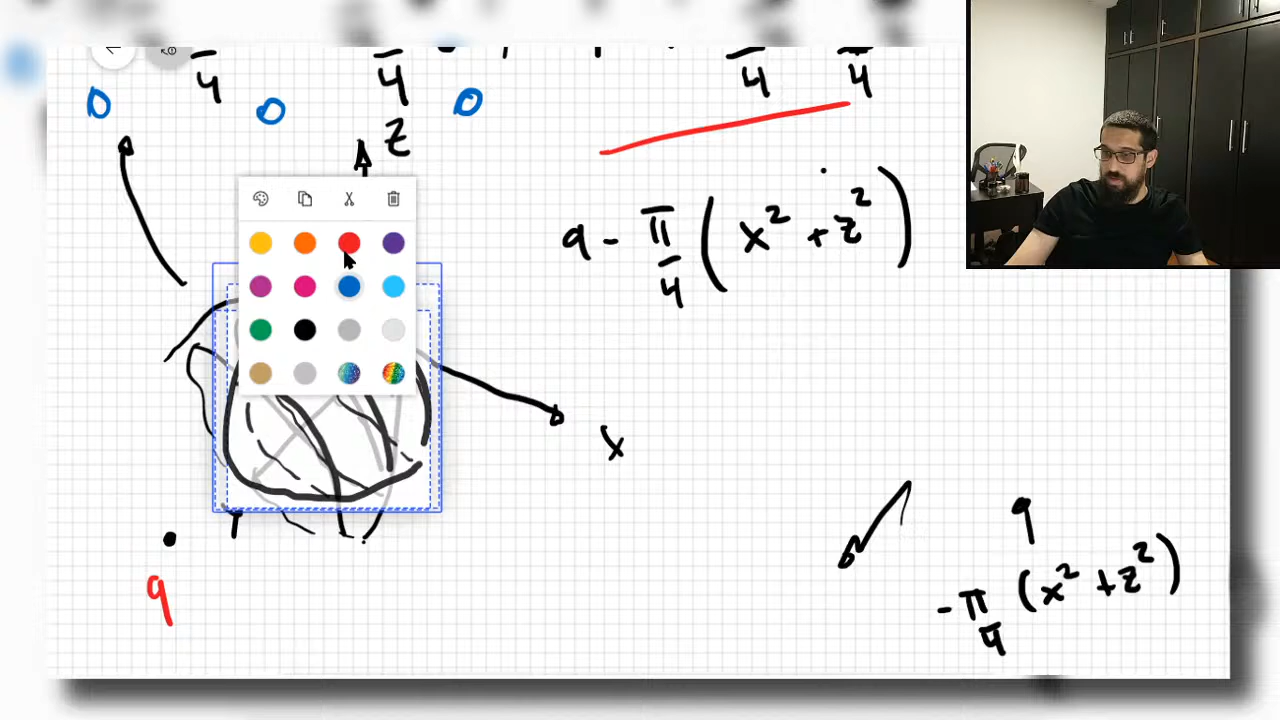 4 4 4 4
0 0 0
z
9 - π/4 (x² + z²)
x
9
9
- π/4 (x² + z²)